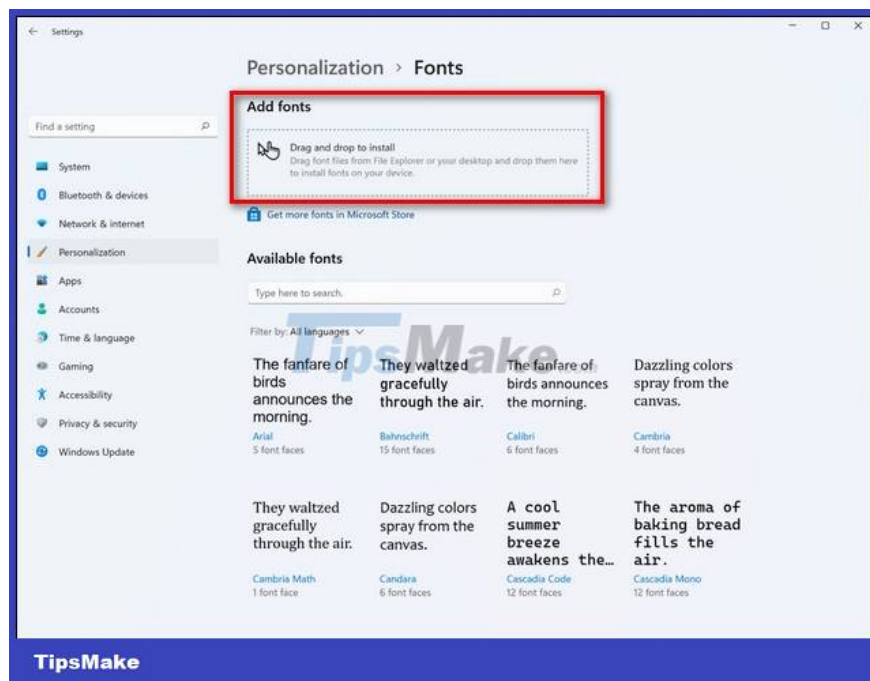 Settings
Personalization > Fonts
Add fonts
Find a setting
Drag and drop to install
Drag font files from File Explorer or your desktop and drop them here
to install fonts on your device.
System
Bluetooth & devices
Network & internet
Personalization
Apps
Accounts
Time & language
Gaming
Accessibility
Privacy & security
Windows Update
Get more fonts in Microsoft Store
Available fonts
Type here to search.
Filter by: All languages
TipsMake
The fanfare of
birds
announces the
morning.
Arial
5 font faces
They waltzed
gracefully
through the air.
Bahnschrift
15 font faces
The fanfare of
birds announces
the morning.
Calibri
6 font faces
Dazzling colors
spray from the
canvas.
Cambria
4 font faces
They waltzed
gracefully
through the air.
Cambria Math
1 font face
Dazzling colors
spray from the
canvas.
Candara
6 font faces
A cool
summer
breeze
awakens the…
Cascadia Code
12 font faces
The aroma of
baking bread
fills the
air.
Cascadia Mono
12 font faces
TipsMake